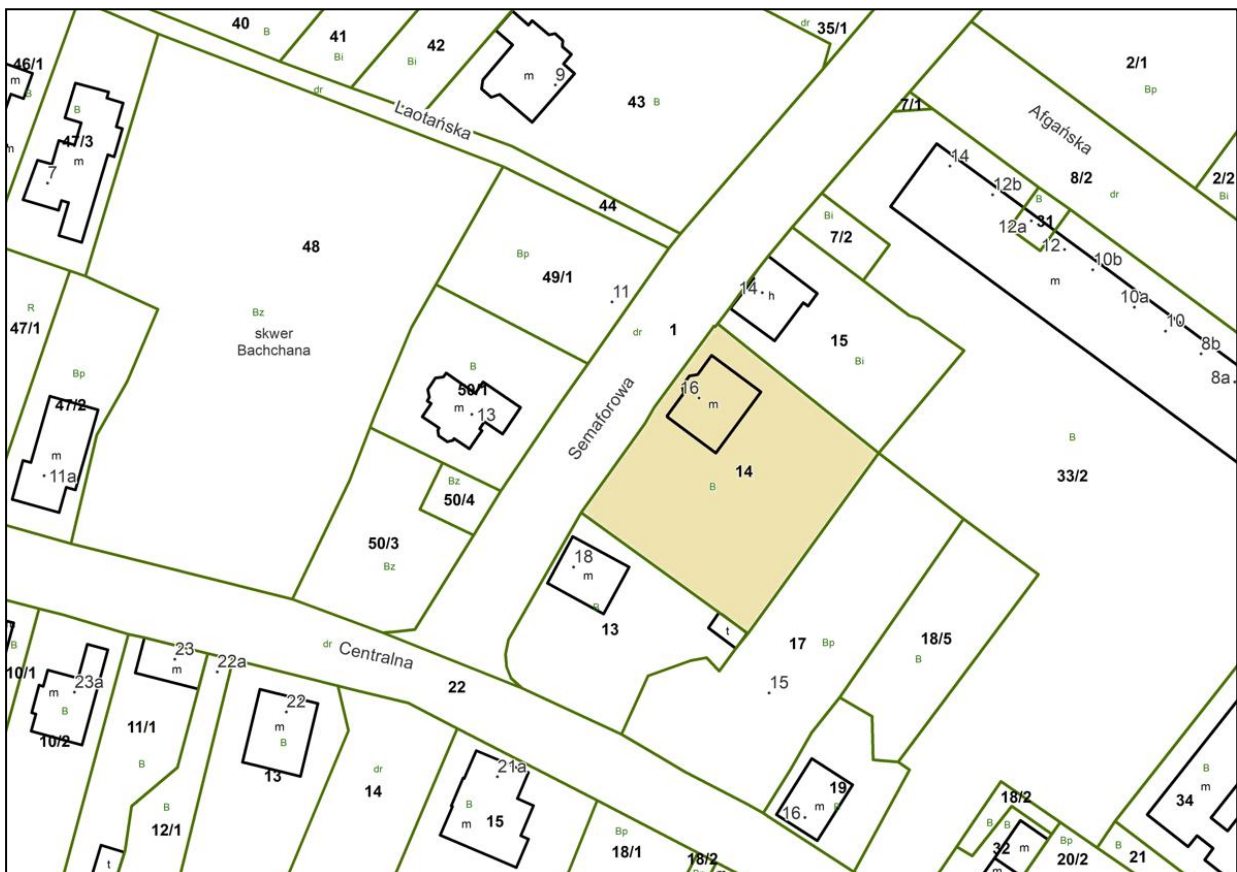 40
B
41
Bi
42
Bi
dr
35/1
2/1
Bp
46/1
m
B
m
9
43
B
dr
Laotańska
7/1
Afgańska
8/2
dr
2/2
Bi
B
47/3
m
7
m
14
12b
B
31
12a
12
10b
m
10a
10
8b
8a
44
48
Bz
skwer
Bachchana
Bp
49/1
11
Bi
7/2
14
h
dr
1
15
Bi
R
47/1
Bp
47/2
m
11a
B
50/1
m
13
Semaforowa
16
m
14
B
B
33/2
Bz
50/4
50/3
Bz
18
m
B
13
t
17
Bp
15
18/5
B
dr
Centralna
22
B
10/1
m
23a
B
10/2
23
m
22a
11/1
B
22
m
B
13
B
12/1
t
dr
14
21a
B
m
15
Bp
18/1
18/2
Bp
m
19
16
m
B
18/2
B
B
32
m
m
Bp
20/2
B
21
B
m
34